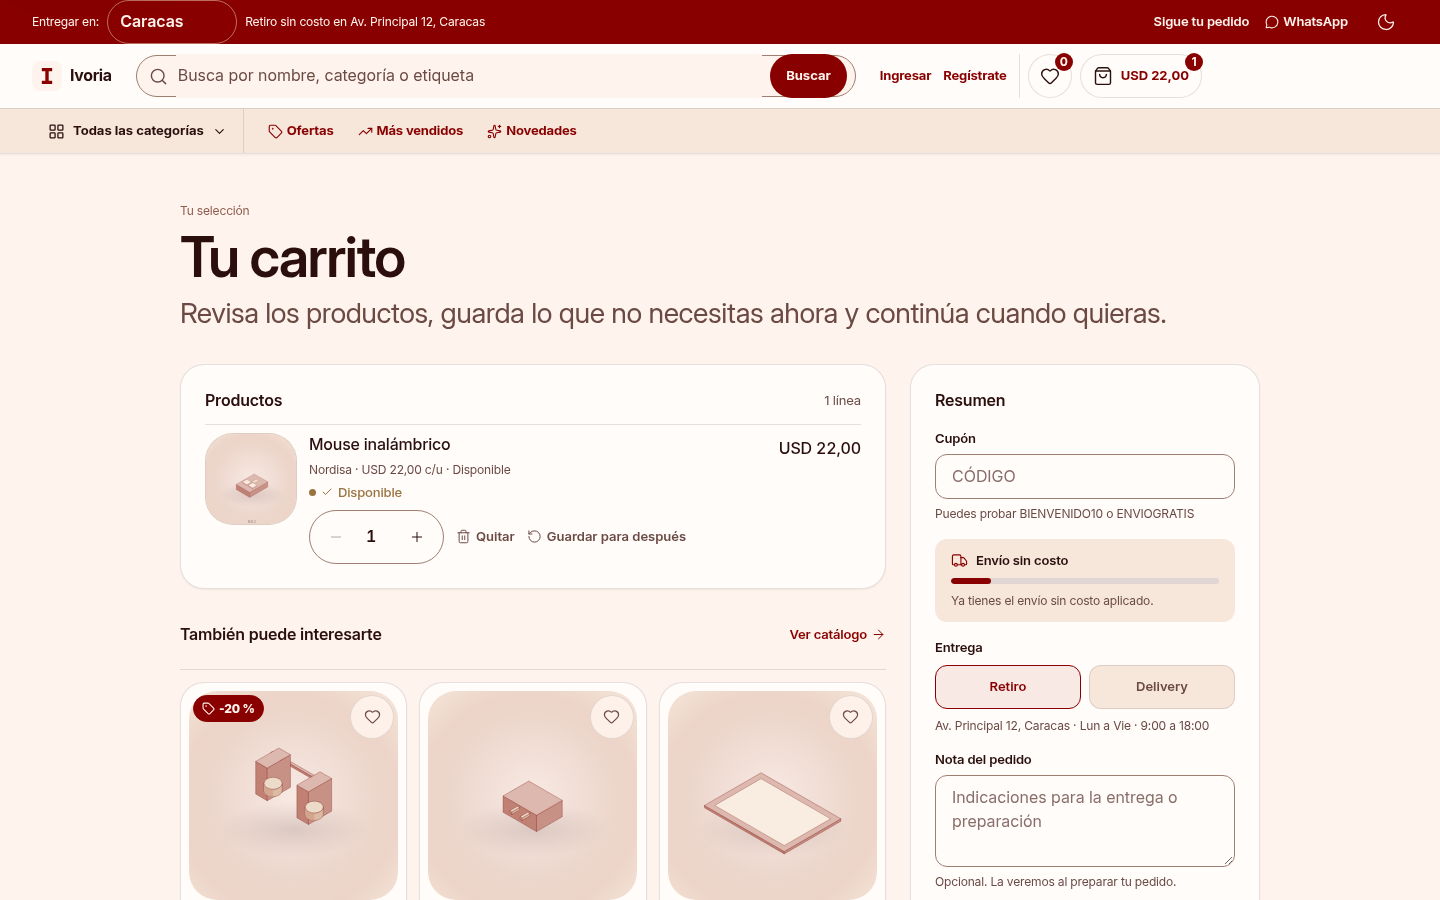 Entregar en: Caracas Retiro sin costo en Av. Principal 12, Caracas Sigue tu pedido WhatsApp
I Ivoria Busca por nombre, categoría o etiqueta Buscar Ingresar Regístrate 0 USD 22,00 1
Todas las categorías Ofertas Más vendidos Novedades
Tu selección
Tu carrito
Revisa los productos, guarda lo que no necesitas ahora y continúa cuando quieras.
Productos 1 línea
Mouse inalámbrico USD 22,00
Nordisa · USD 22,00 c/u · Disponible
Disponible
1 Quitar Guardar para después
También puede interesarte Ver catálogo
-20 %
Resumen
Cupón
CÓDIGO
Puedes probar BIENVENIDO10 o ENVIOGRATIS
Envío sin costo
Ya tienes el envío sin costo aplicado.
Entrega
Retiro Delivery
Av. Principal 12, Caracas · Lun a Vie · 9:00 a 18:00
Nota del pedido
Indicaciones para la entrega o
preparación
Opcional. La veremos al preparar tu pedido.